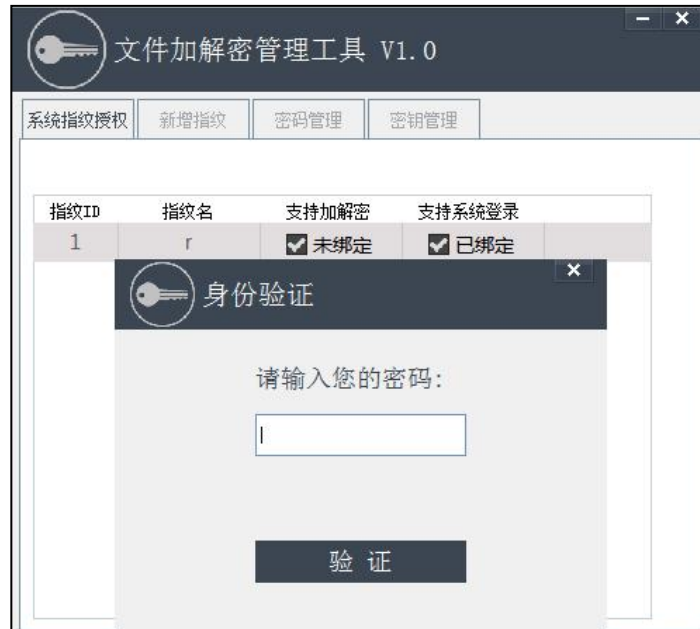 文件加解密管理工具 V1.0
系统指纹授权 新增指纹 密码管理 密钥管理
指纹ID 指纹名 支持加解密 支持系统登录
1 r 未绑定 已绑定
身份验证
请输入您的密码:
验 证